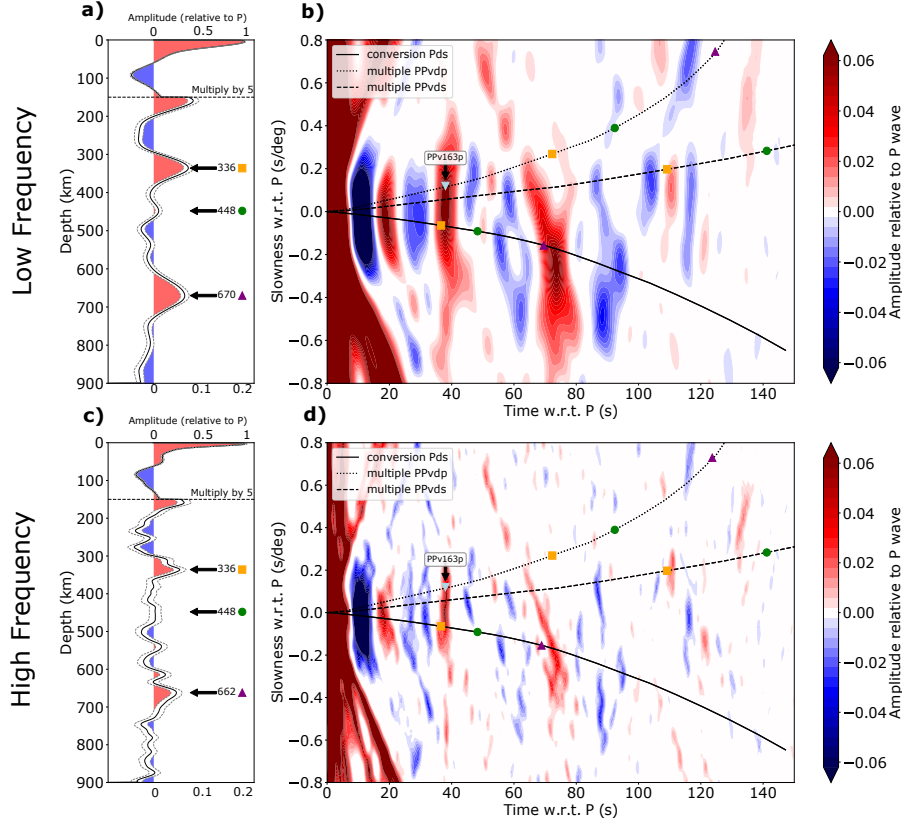 Low Frequency
a)
Amplitude (relative to P)
0 0.5 1
0
100
200
300
400
500
600
700
800
900
Depth (km)
Multiply by 5
336
448
670
0 0.1 0.2
b)
conversion Pds
multiple PPvdp
multiple PPvds
PPv163p
0.8
0.6
0.4
0.2
0.0
−0.2
−0.4
−0.6
−0.8
Slowness w.r.t. P (s/deg)
0 20 40 60 80 100 120 140
Time w.r.t. P (s)
0.06
0.04
0.02
0.00
−0.02
−0.04
−0.06
Amplitude relative to P wave
High Frequency
c)
Amplitude (relative to P)
0 0.5 1
0
100
200
300
400
500
600
700
800
900
Depth (km)
Multiply by 5
336
448
662
0 0.1 0.2
d)
conversion Pds
multiple PPvdp
multiple PPvds
PPv163p
0.8
0.6
0.4
0.2
0.0
−0.2
−0.4
−0.6
−0.8
Slowness w.r.t. P (s/deg)
0 20 40 60 80 100 120 140
Time w.r.t. P (s)
0.06
0.04
0.02
0.00
−0.02
−0.04
−0.06
Amplitude relative to P wave